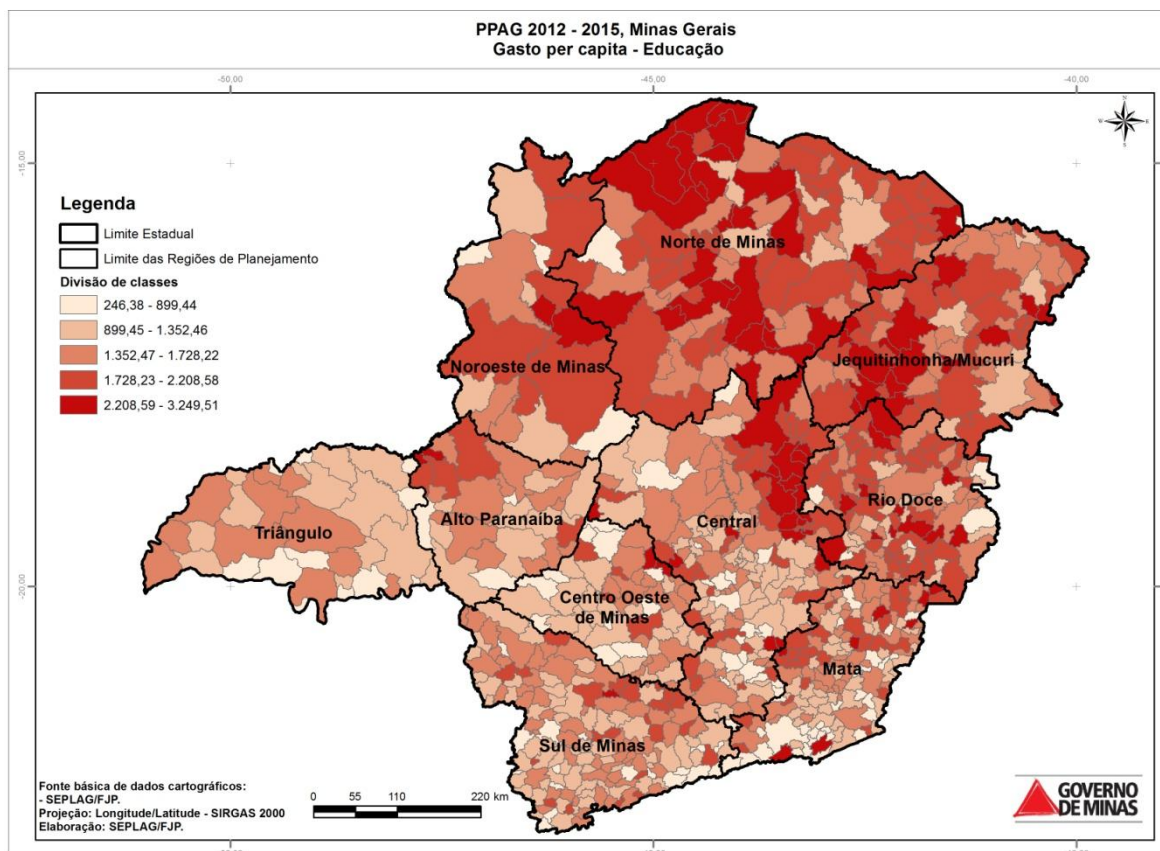 PPAG 2012 - 2015, Minas Gerais
Gasto per capita - Educação
-50,00
-45,00
-40,00
-15,00
N
W
E
S
Legenda
Limite Estadual
Limite das Regiões de Planejamento
Divisão de classes
246,38 - 899,44
899,45 - 1.352,46
1.352,47 - 1.728,22
1.728,23 - 2.208,58
2.208,59 - 3.249,51
Norte de Minas
Noroeste de Minas
Jequitinhonha/Mucuri
Rio Doce
Central
Alto Paranaíba
Triângulo
-20,00
Centro Oeste
de Minas
Mata
Sul de Minas
Fonte básica de dados cartográficos:
- SEPLAG/FJP.
Projeção: Longitude/Latitude - SIRGAS 2000
Elaboração: SEPLAG/FJP.
0 55 110 220 km
GOVERNO
DE MINAS